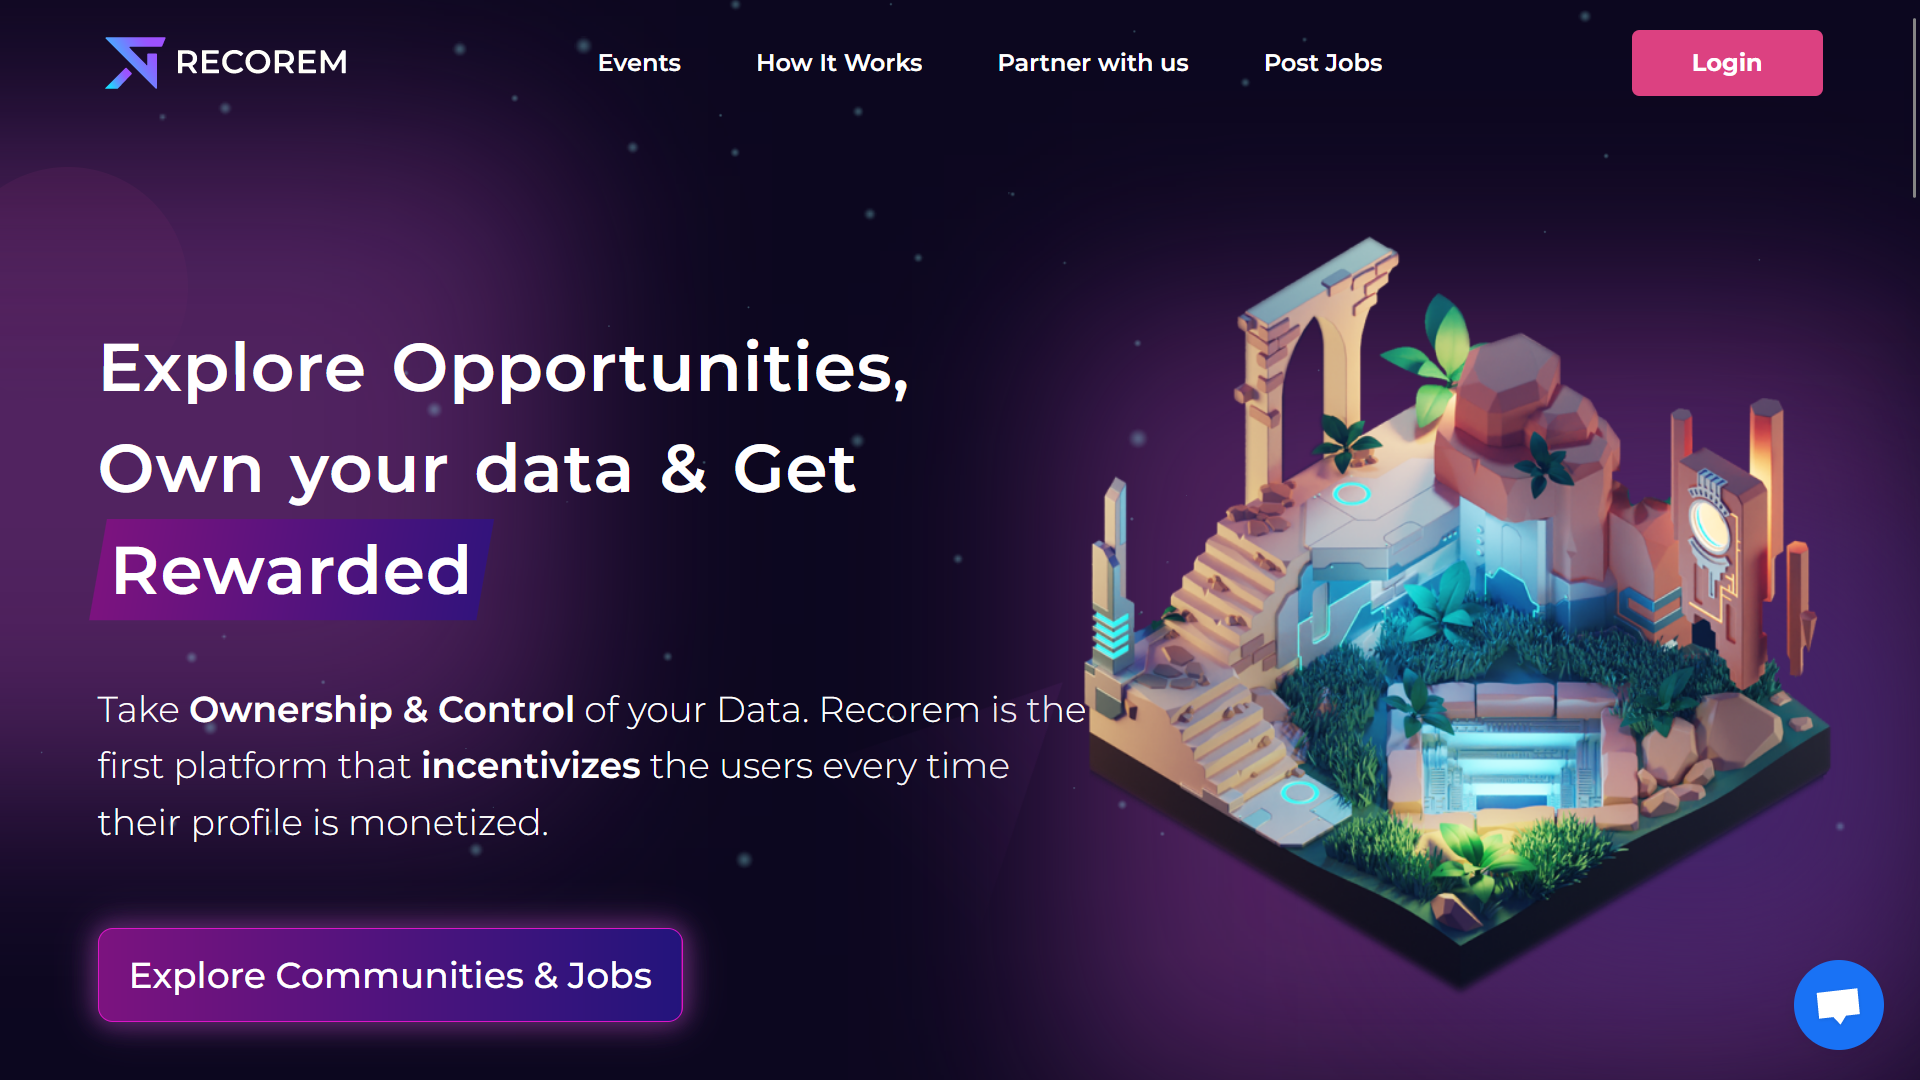 RECOREM
Events
How It Works
Partner with us
Post Jobs
Login
Explore Opportunities,
Own your data & Get
Rewarded
Take Ownership & Control of your Data. Recorem is the
first platform that incentivizes the users every time
their profile is monetized.
Explore Communities & Jobs